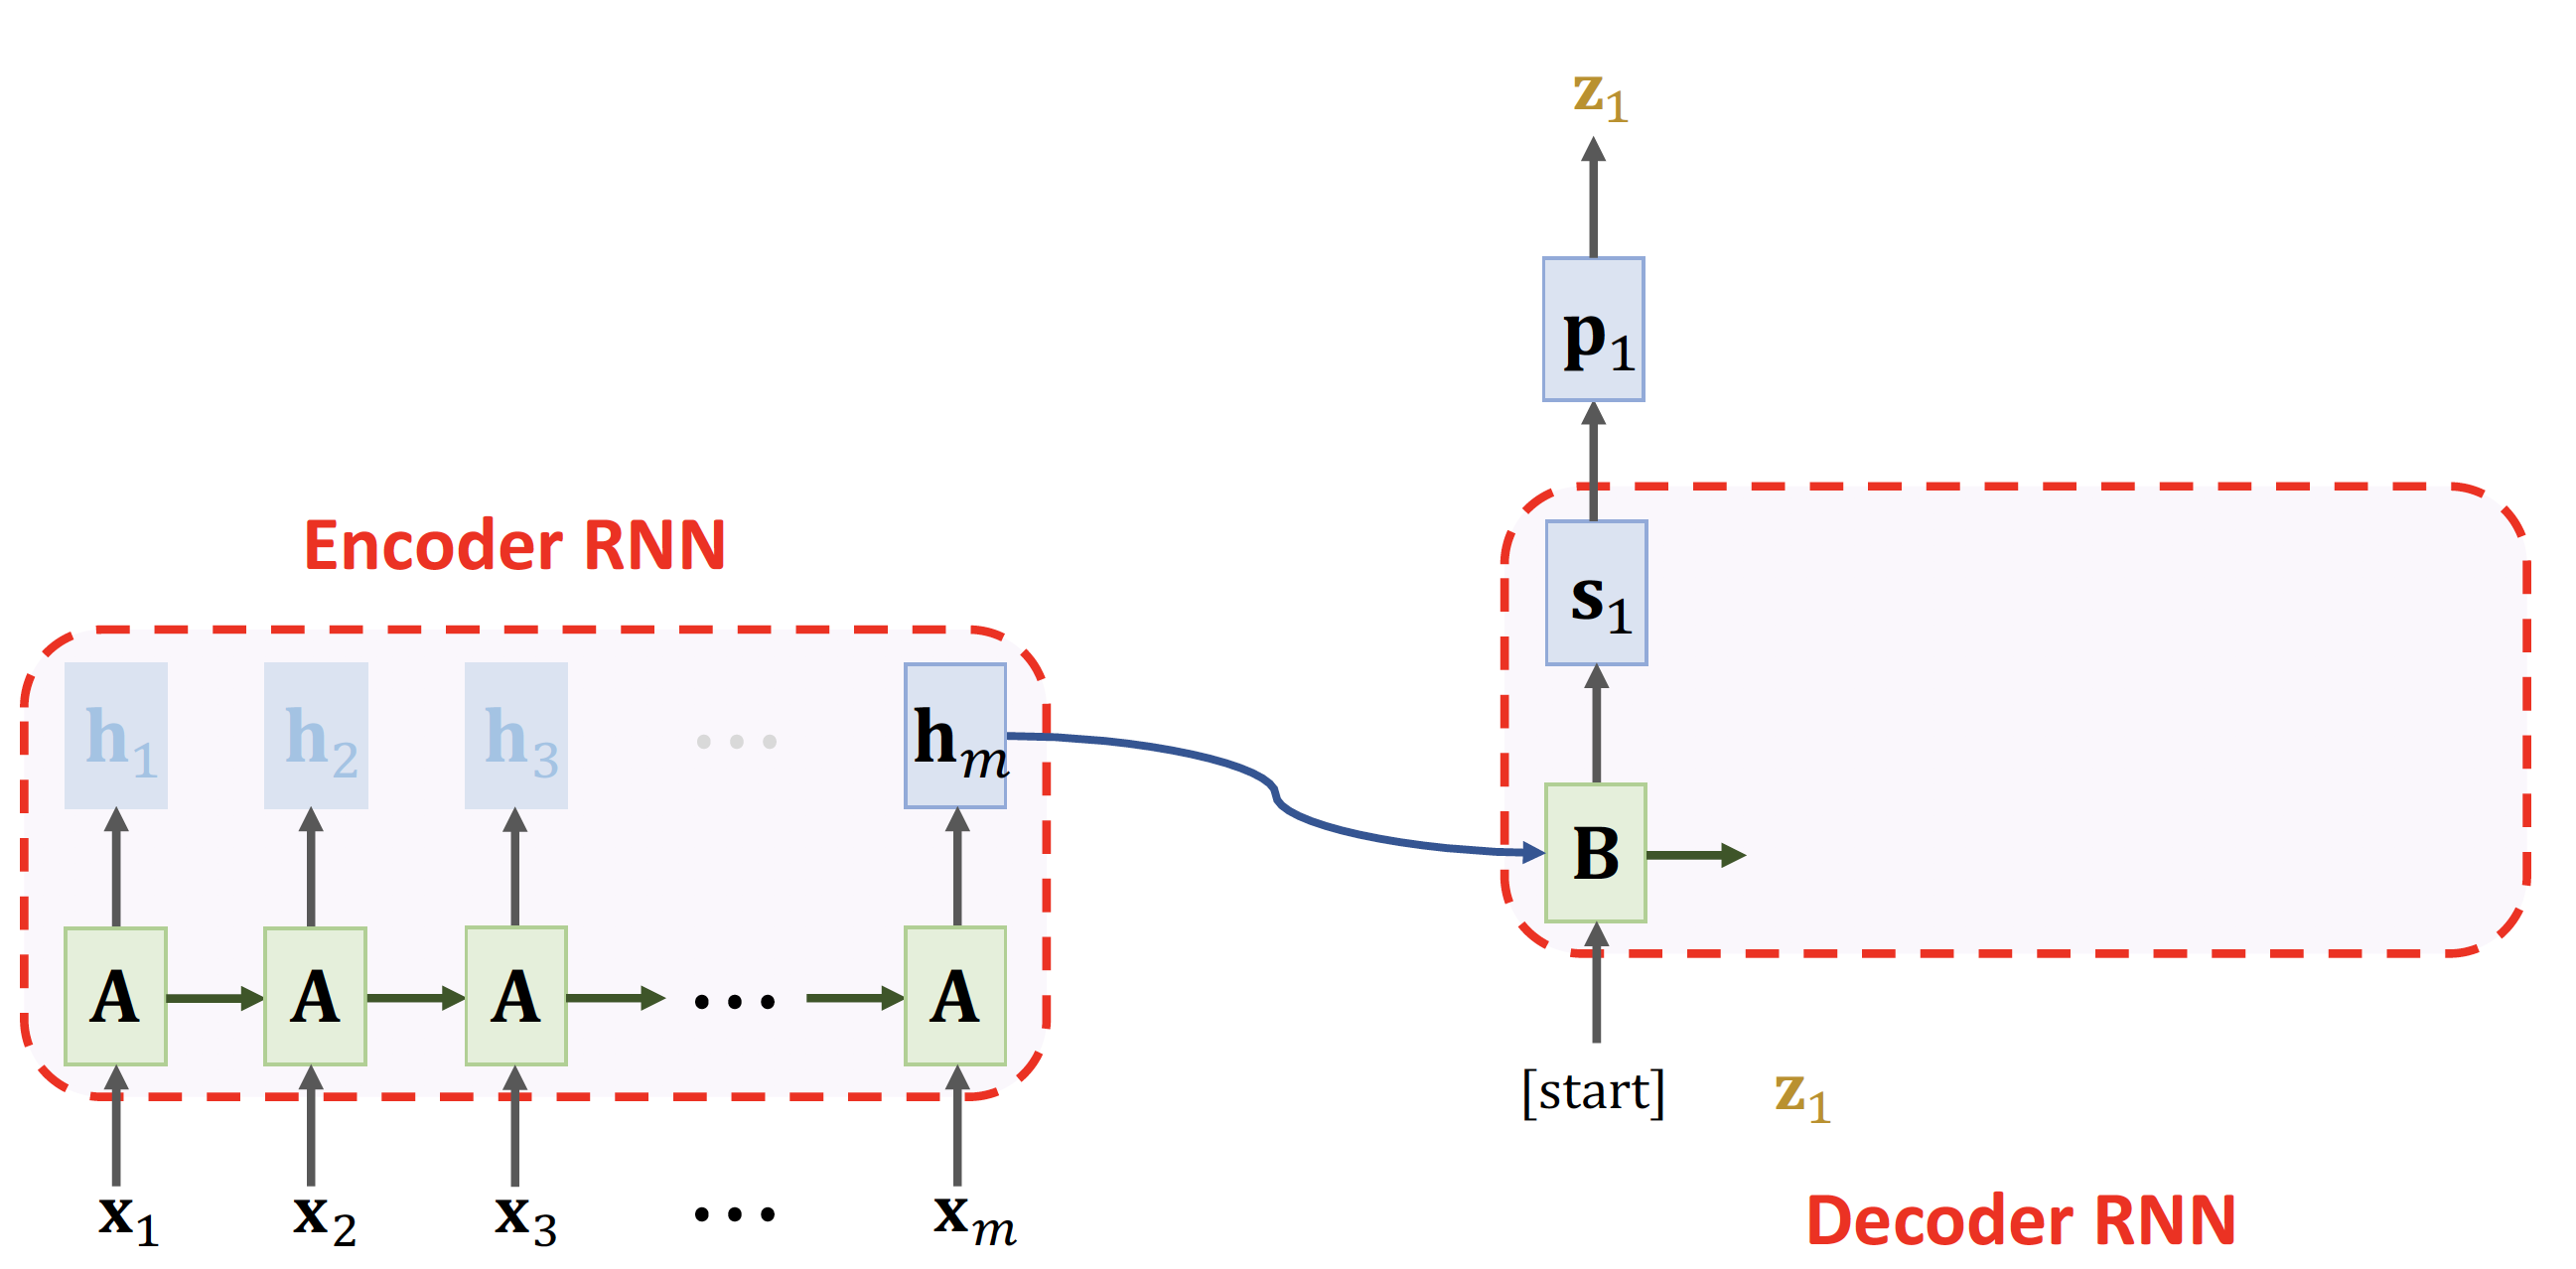 z₁
p₁
Encoder RNN
s₁
h₁ h₂ h₃ ··· hₘ
B
A A A ··· A
[start] z₁
x₁ x₂ x₃ ··· xₘ
Decoder RNN